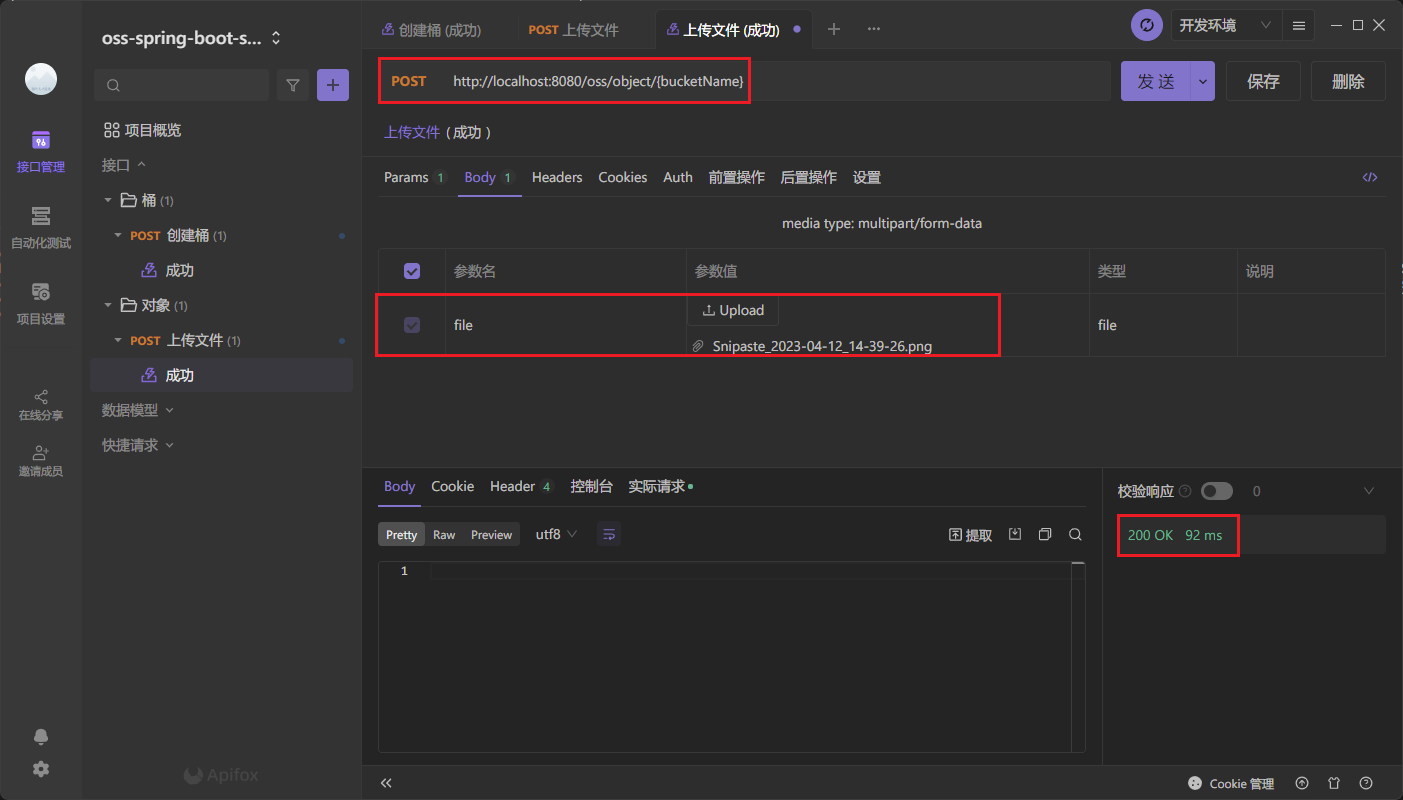 oss-spring-boot-s...
创建桶 (成功)
POST 上传文件
上传文件 (成功)
开发环境
POST http://localhost:8080/oss/object/{bucketName}
发 送
保存
删除
接口管理
自动化测试
项目设置
在线分享
邀请成员
项目概览
接口
桶 (1)
POST 创建桶 (1)
成功
对象 (1)
POST 上传文件 (1)
成功
数据模型
快捷请求
Apifox
上传文件 ( 成功 )
Params 1 Body 1 Headers Cookies Auth 前置操作 后置操作 设置
media type: multipart/form-data
参数名 参数值 类型 说明
file Upload file
Snipaste_2023-04-12_14-39-26.png
Body Cookie Header 4 控制台 实际请求
Pretty Raw Preview utf8 提取
1
校验响应 0
200 OK 92 ms
Cookie 管理